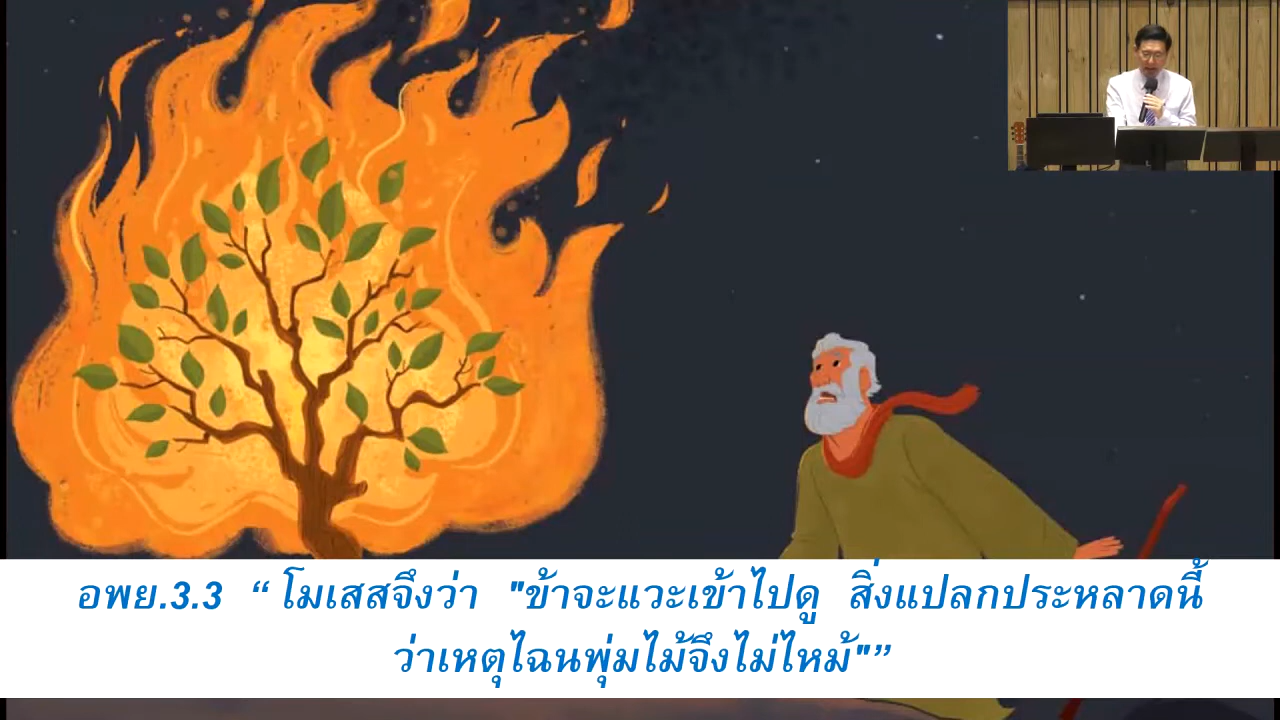 อพย.3.3 “โมเสสจึงว่า "ข้าจะแวะเข้าไปดู สิ่งแปลกประหลาดนี้
ว่าเหตุไฉนพุ่มไม้จึงไม่ไหม้"”